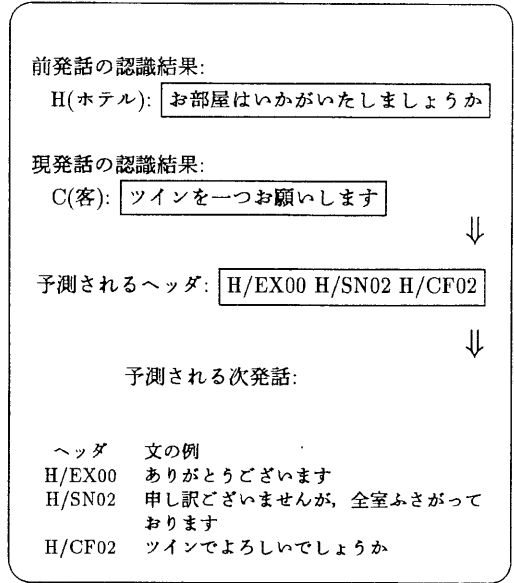 前発話の認識結果:
H(ホテル): お部屋はいかがいたしましょうか
現発話の認識結果:
C(客): ツインを一つお願いします
⇓
予測されるヘッダ: H/EX00 H/SN02 H/CF02
⇓
予測される次発話:
ヘッダ 文の例
H/EX00 ありがとうございます
H/SN02 申し訳ございませんが, 全室ふさがって
おります
H/CF02 ツインでよろしいでしょうか